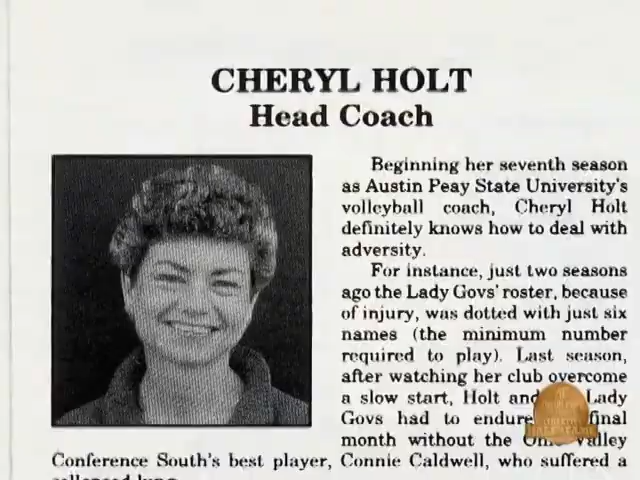 CHERYL HOLT
Head Coach
Beginning her seventh season
as Austin Peay State University's
volleyball coach, Cheryl Holt
definitely knows how to deal with
adversity.
For instance, just two seasons
ago the Lady Govs' roster, because
of injury, was dotted with just six
names (the minimum number
required to play). Last season,
after watching her club overcome
a slow start, Holt and Lady
Govs had to endure final
month without the Valley
Conference South's best player, Connie Caldwell, who suffered a